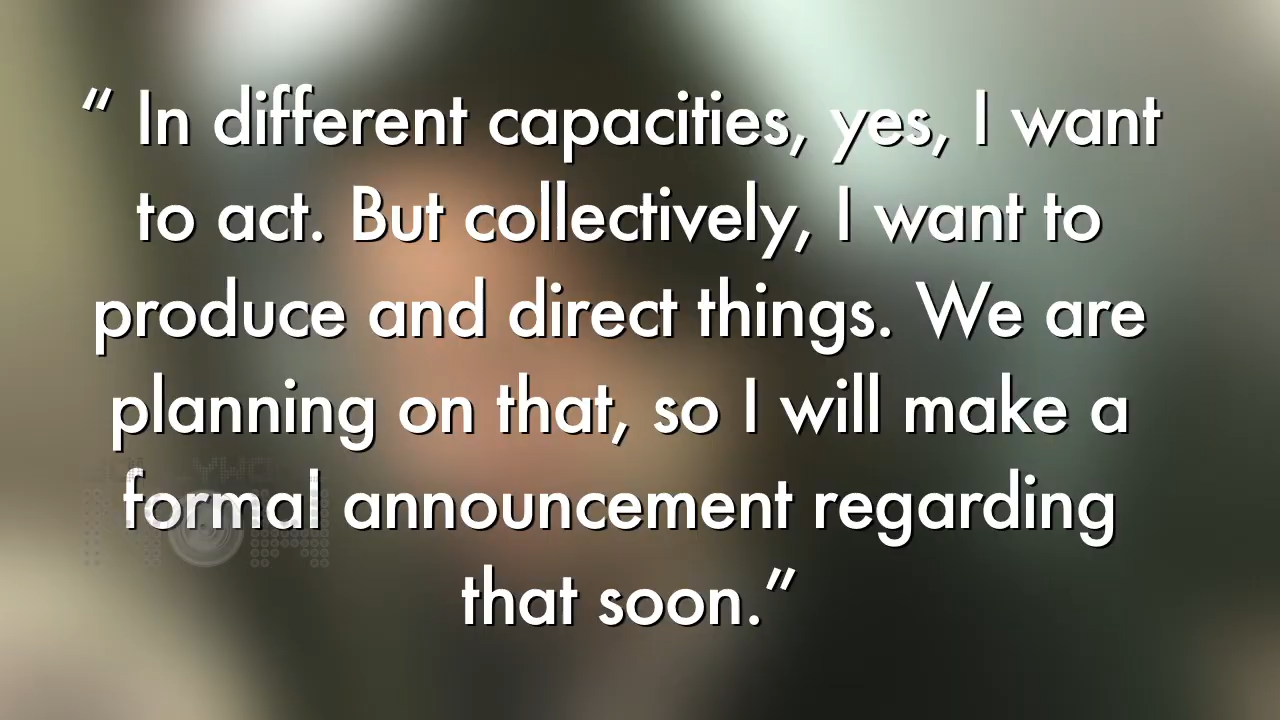 “ In different capacities, yes, I want
to act. But collectively, I want to
produce and direct things. We are
planning on that, so I will make a
formal announcement regarding
that soon.”